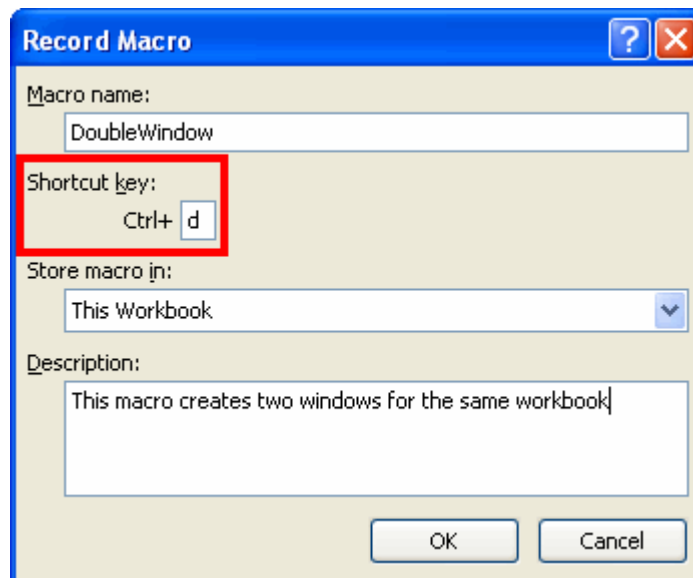 Record Macro
Macro name:
DoubleWindow
Shortcut key:
Ctrl+ d
Store macro in:
This Workbook
Description:
This macro creates two windows for the same workbook
OK Cancel